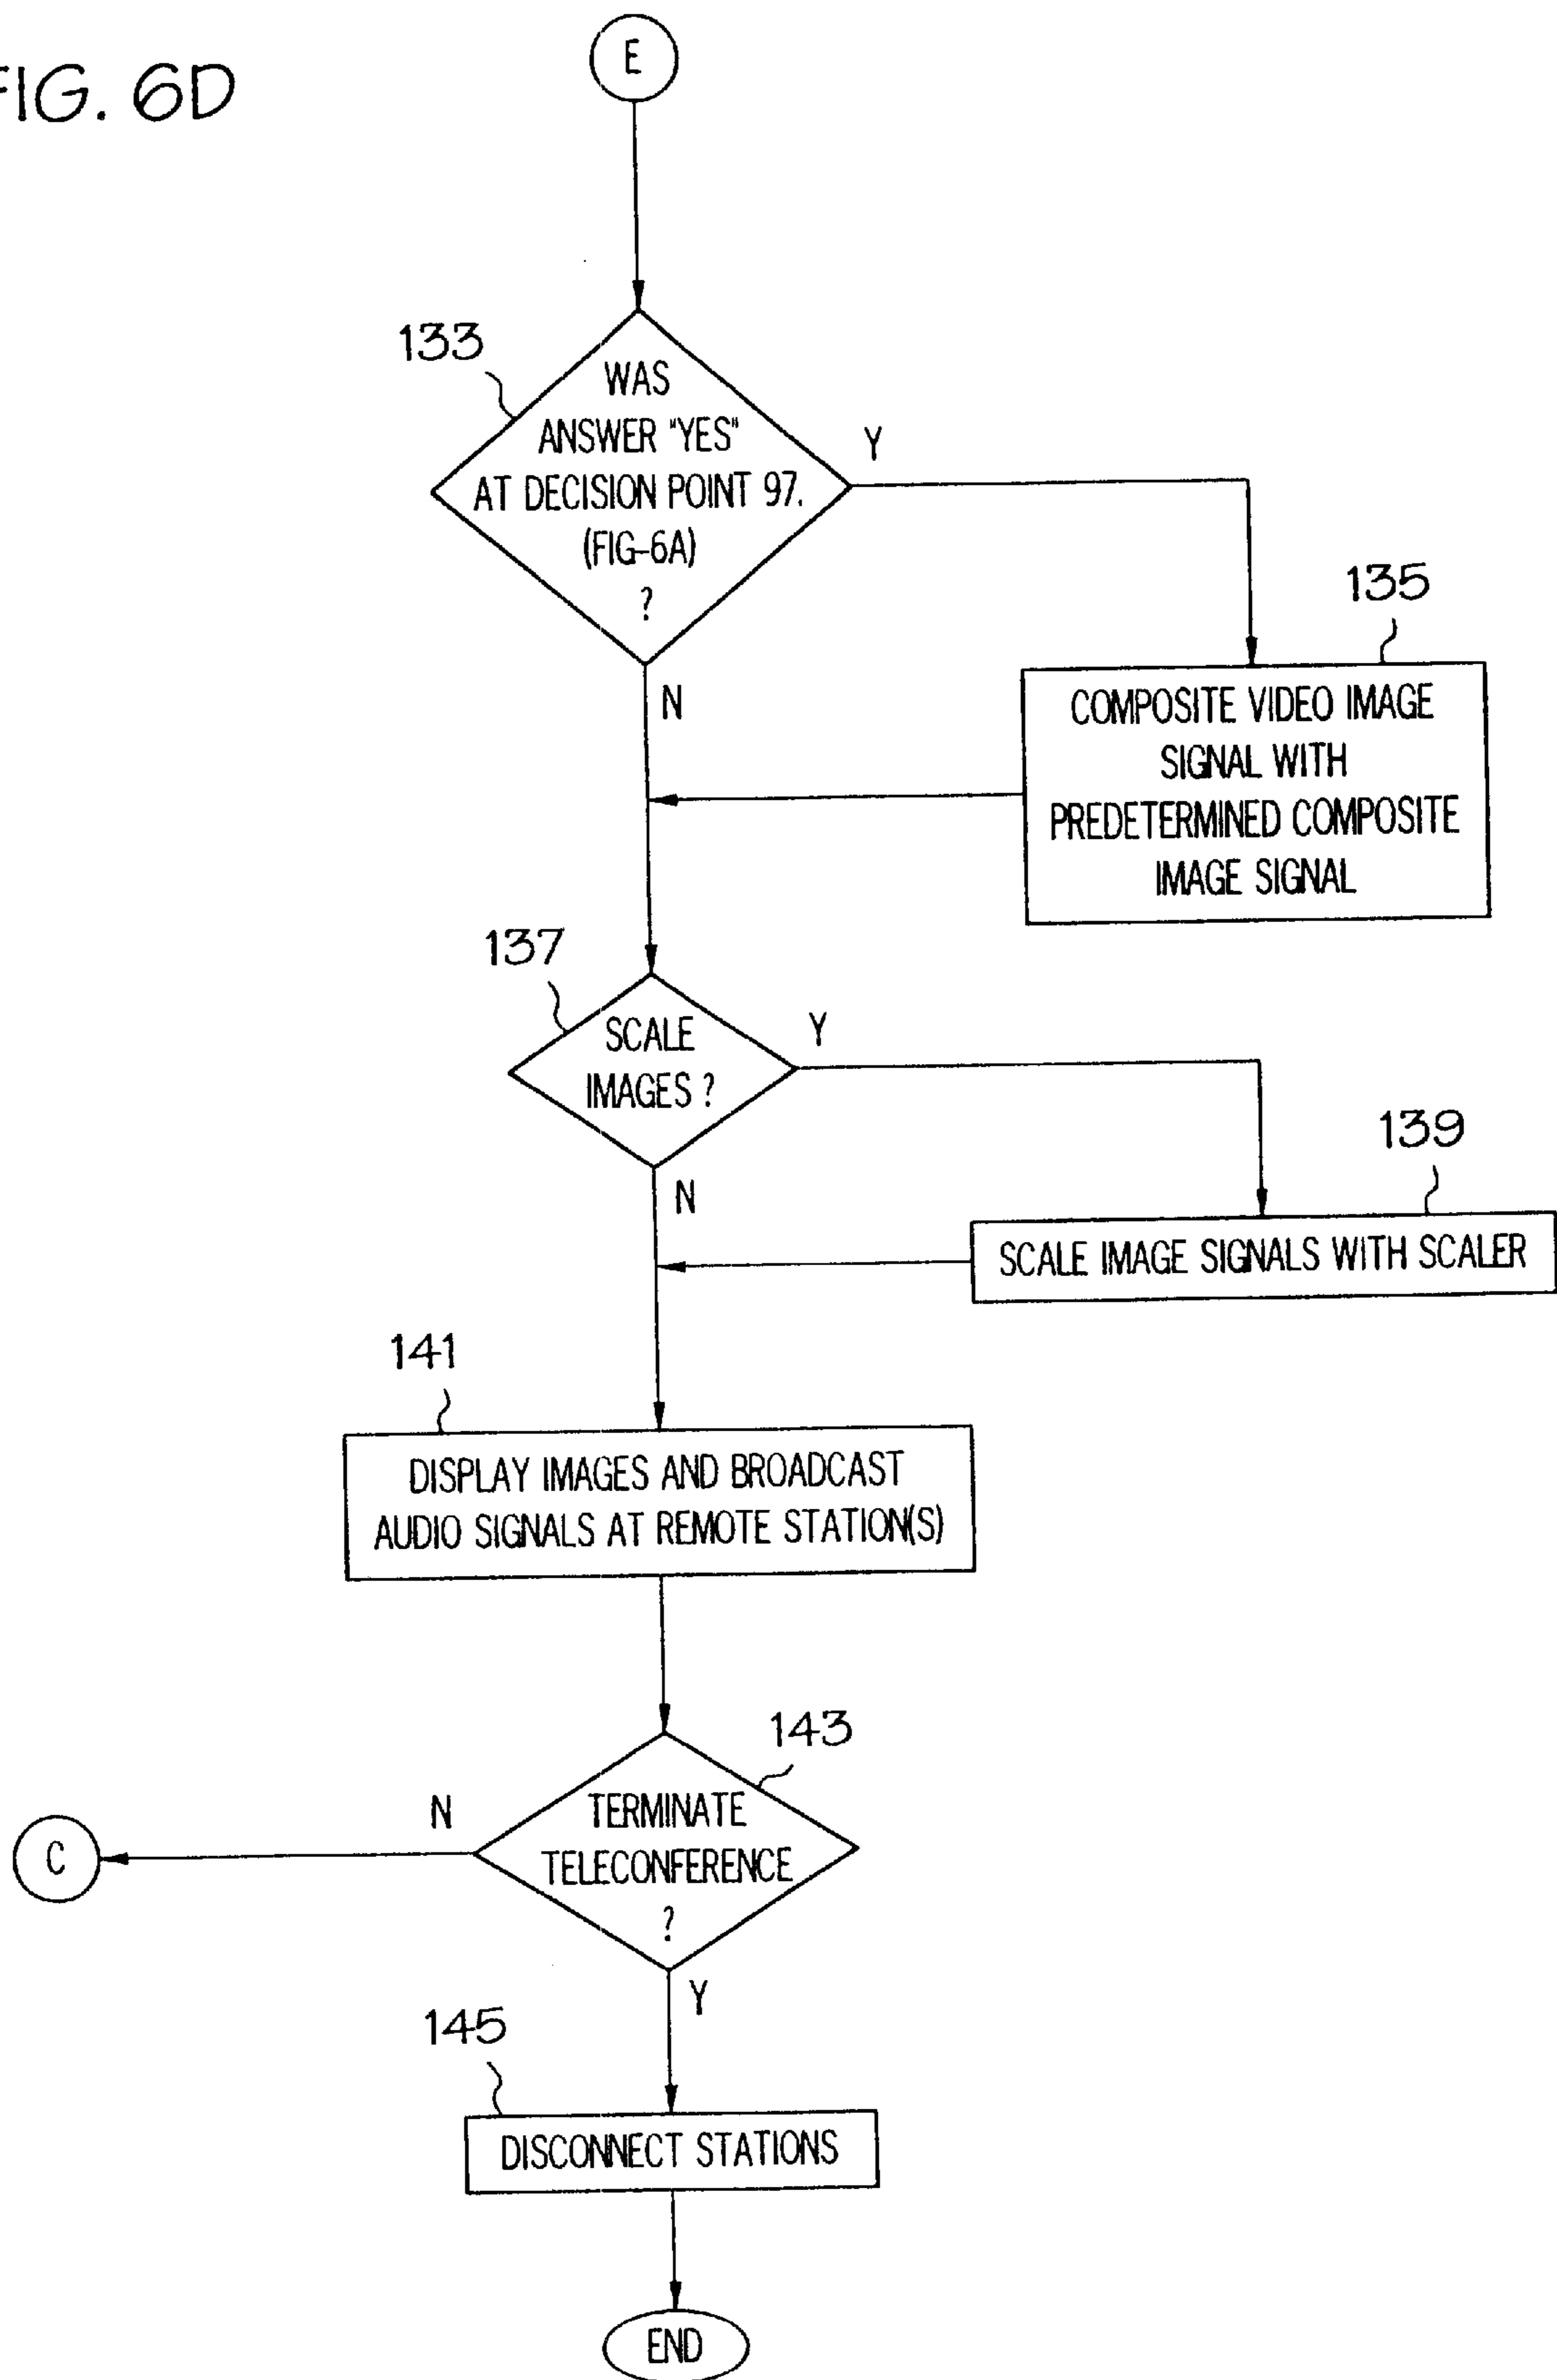 FIG. 6D
E
133
WAS
ANSWER "YES"
AT DECISION POINT 97.
(FIG-6A)
?
Y
N
135
COMPOSITE VIDEO IMAGE
SIGNAL WITH
PREDETERMINED COMPOSITE
IMAGE SIGNAL
137
SCALE
IMAGES ?
Y
N
139
SCALE IMAGE SIGNALS WITH SCALER
141
DISPLAY IMAGES AND BROADCAST
AUDIO SIGNALS AT REMOTE STATION(S)
143
TERMINATE
TELECONFERENCE
?
N
C
Y
145
DISCONNECT STATIONS
END